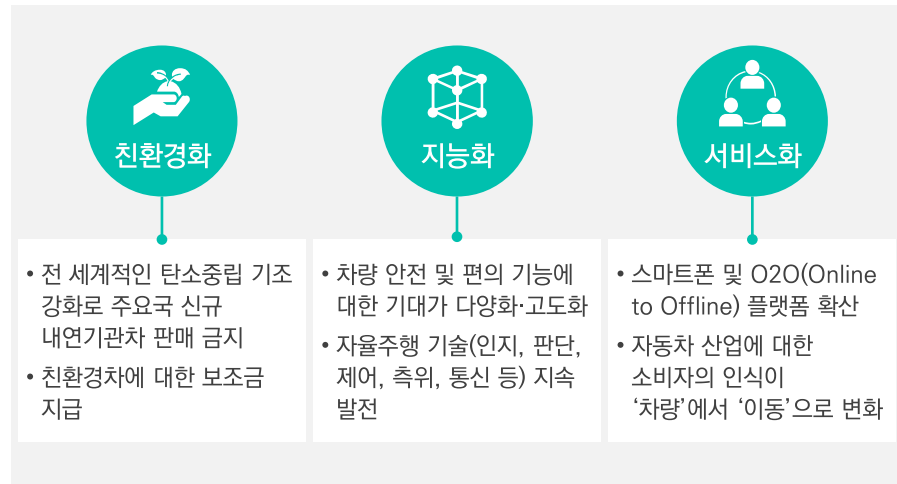 친환경화
• 전 세계적인 탄소중립 기조
강화로 주요국 신규
내연기관차 판매 금지
• 친환경차에 대한 보조금
지급
지능화
• 차량 안전 및 편의 기능에
대한 기대가 다양화·고도화
• 자율주행 기술(인지, 판단,
제어, 측위, 통신 등) 지속
발전
서비스화
• 스마트폰 및 O2O(Online
to Offline) 플랫폼 확산
• 자동차 산업에 대한
소비자의 인식이
‘차량’에서 ‘이동’으로 변화